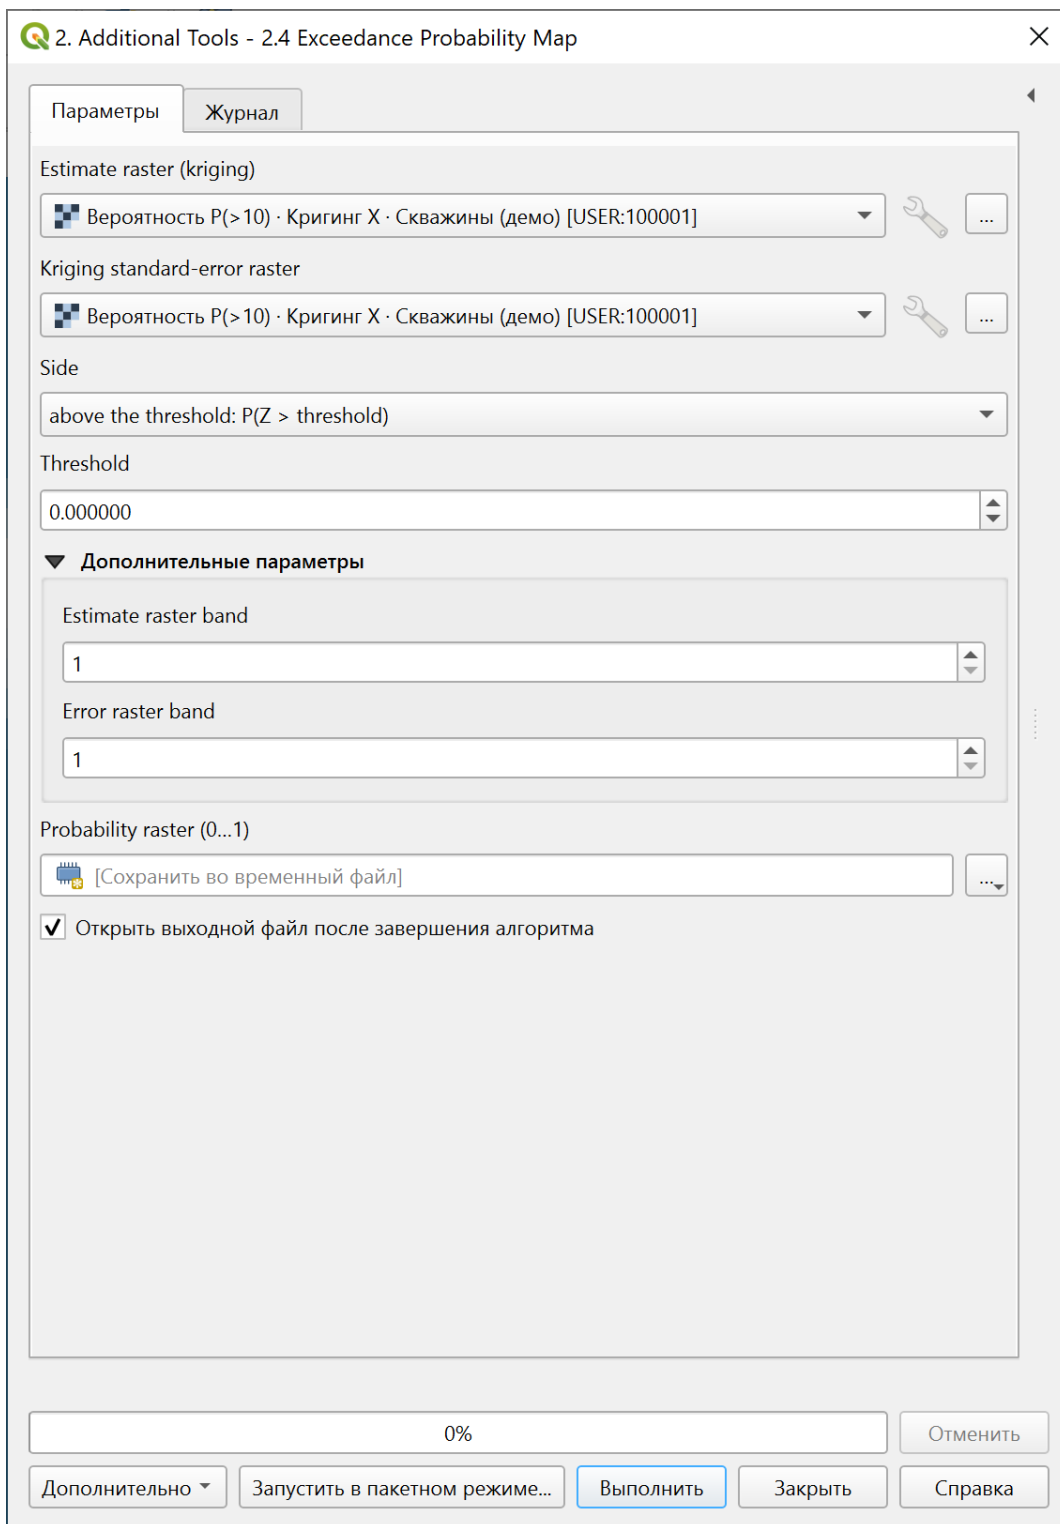 2. Additional Tools - 2.4 Exceedance Probability Map
Параметры
Журнал
Estimate raster (kriging)
Вероятность P(>10) · Кригинг X · Скважины (демо) [USER:100001]
...
Kriging standard-error raster
Вероятность P(>10) · Кригинг X · Скважины (демо) [USER:100001]
...
Side
above the threshold: P(Z > threshold)
Threshold
0.000000
Дополнительные параметры
Estimate raster band
1
Error raster band
1
Probability raster (0...1)
[Сохранить во временный файл]
...
Открыть выходной файл после завершения алгоритма
0%
Отменить
Дополнительно
Запустить в пакетном режиме...
Выполнить
Закрыть
Справка